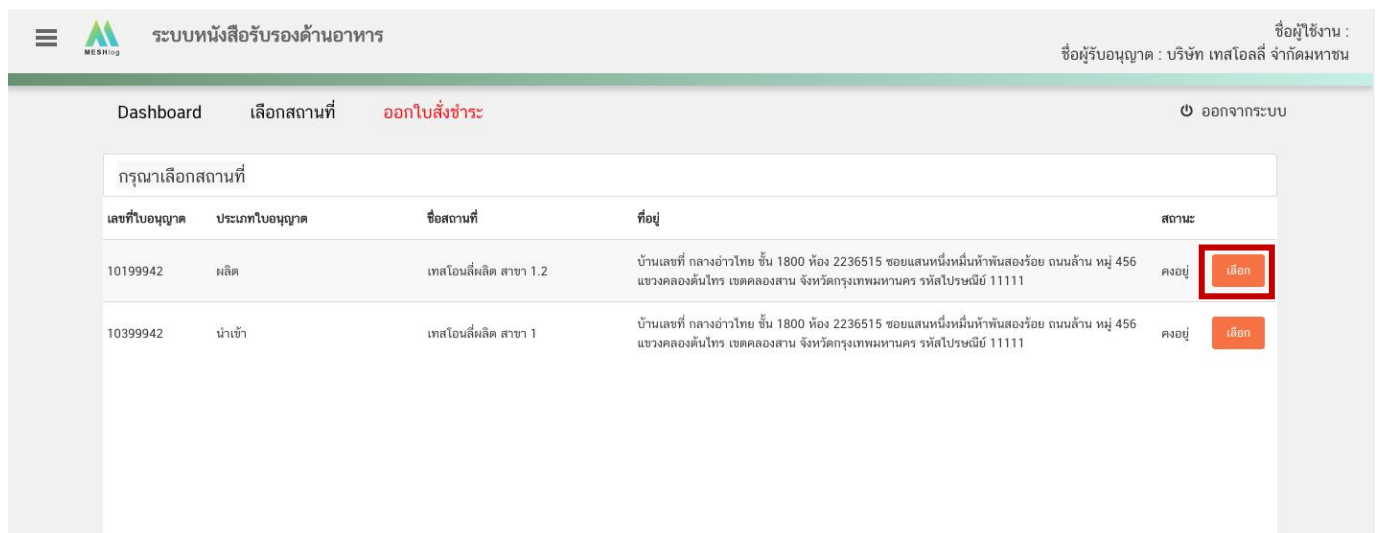 ระบบหนังสือรับรองด้านอาหาร
ชื่อผู้ใช้งาน :
MESHlog
ชื่อผู้รับอนุญาต : บริษัท เทสโอลลี่ จำกัดมหาชน
Dashboard เลือกสถานที่ ออกใบสั่งชำระ ออกจากระบบ
กรุณาเลือกสถานที่
เลขที่ใบอนุญาต ประเภทใบอนุญาต ชื่อสถานที่ ที่อยู่ สถานะ
บ้านเลขที่ กลางอ่าวไทย ชั้น 1800 ห้อง 2236515 ซอยแสนหนึ่งหมื่นห้าพันสองร้อย ถนนล้าน หมู่ 456
10199942 ผลิต เทสโอนลี่ผลิต สาขา 1.2 คงอยู่ เลือก
แขวงคลองต้นไทร เขตคลองสาน จังหวัดกรุงเทพมหานคร รหัสไปรษณีย์ 11111
บ้านเลขที่ กลางอ่าวไทย ชั้น 1800 ห้อง 2236515 ซอยแสนหนึ่งหมื่นห้าพันสองร้อย ถนนล้าน หมู่ 456
10399942 นำเข้า เทสโอนลี่ผลิต สาขา 1 คงอยู่ เลือก
แขวงคลองต้นไทร เขตคลองสาน จังหวัดกรุงเทพมหานคร รหัสไปรษณีย์ 11111